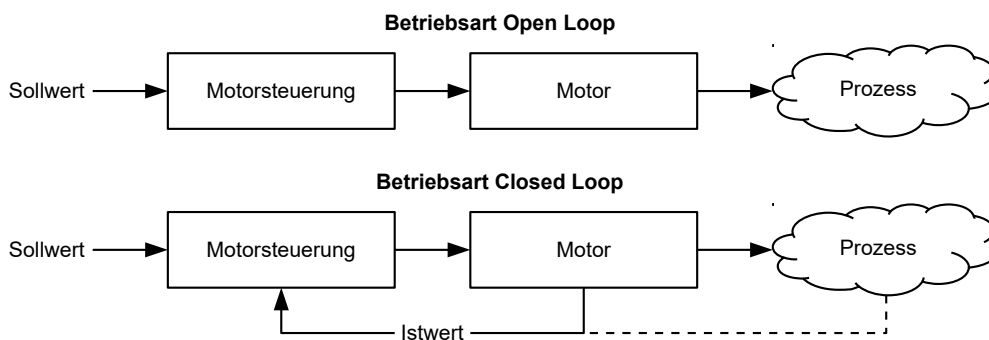 Betriebsart Open Loop
Sollwert
Motorsteuerung
Motor
Prozess
Betriebsart Closed Loop
Sollwert
Motorsteuerung
Motor
Prozess
Istwert